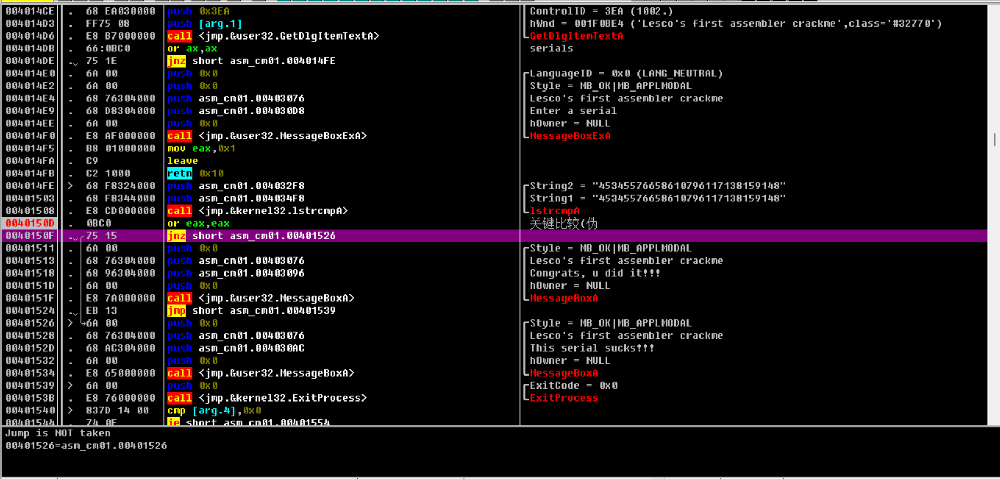 004014CE . 68 EA030000 push 0x3EA ControlID = 3EA (1002.)
004014D3 . FF75 08 push [arg.1] hWnd = 001F0BE4 ('Lesco's first assembler crackme',class='#32770')
004014D6 . E8 B7000000 call <jmp.&user32.GetDlgItemTextA> GetDlgItemTextA
004014DB . 66:0BC0 or ax,ax serials
004014DE . 75 1E jnz short asm_cm01.004014FE
004014E0 . 6A 00 push 0x0 LanguageID = 0x0 (LANG_NEUTRAL)
004014E2 . 6A 00 push 0x0 Style = MB_OK|MB_APPLMODAL
004014E4 . 68 76304000 push asm_cm01.00403076 Lesco's first assembler crackme
004014E9 . 68 D8304000 push asm_cm01.004030D8 Enter a serial
004014EE . 6A 00 push 0x0 hOwner = NULL
004014F0 . E8 AF000000 call <jmp.&user32.MessageBoxExA> MessageBoxExA
004014F5 . B8 01000000 mov eax,0x1
004014FA . C9 leave
004014FB . C2 1000 retn 0x10
004014FE > 68 F8324000 push asm_cm01.004032F8 String2 = "45345576658610796117138159148"
00401503 . 68 F8344000 push asm_cm01.004034F8 String1 = "45345576658610796117138159148"
00401508 . E8 CD000000 call <jmp.&kernel32.lstrcmpA> lstrcmpA
0040150D . 0BC0 or eax,eax 关键比较(伪
0040150F . 75 15 jnz short asm_cm01.00401526
00401511 . 6A 00 push 0x0 Style = MB_OK|MB_APPLMODAL
00401513 . 68 76304000 push asm_cm01.00403076 Lesco's first assembler crackme
00401518 . 68 96304000 push asm_cm01.00403096 Congrats, u did it!!!
0040151D . 6A 00 push 0x0 hOwner = NULL
0040151F . E8 7A000000 call <jmp.&user32.MessageBoxA> MessageBoxA
00401524 . EB 13 jmp short asm_cm01.00401539
00401526 > 6A 00 push 0x0 Style = MB_OK|MB_APPLMODAL
00401528 . 68 76304000 push asm_cm01.00403076 Lesco's first assembler crackme
0040152D . 68 AC304000 push asm_cm01.004030AC This serial sucks!!!
00401532 . 6A 00 push 0x0 hOwner = NULL
00401534 . E8 65000000 call <jmp.&user32.MessageBoxA> MessageBoxA
00401539 > 6A 00 push 0x0 ExitCode = 0x0
0040153B . E8 76000000 call <jmp.&kernel32.ExitProcess> ExitProcess
00401540 > 837D 14 00 cmp [arg.4],0x0
00401544 . 74 0F je short asm_cm01.00401554
Jump is NOT taken
00401526=asm_cm01.00401526